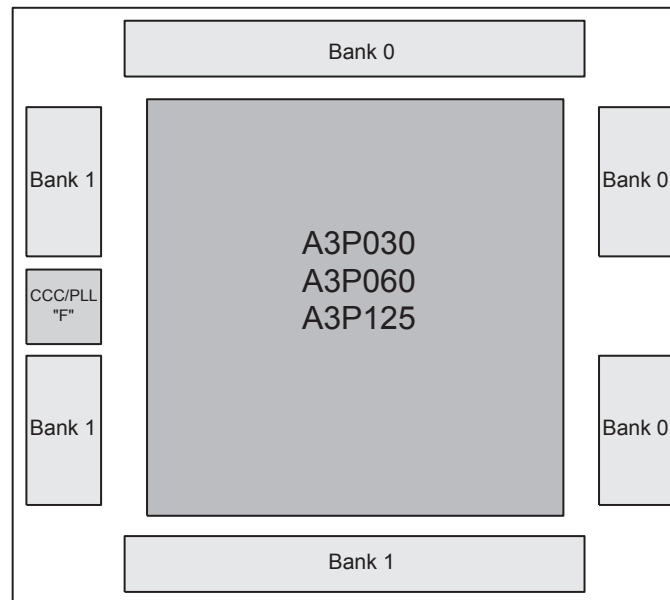 Bank 0
Bank 1
Bank 0
A3P030
A3P060
A3P125
CCC/PLL
"F"
Bank 1
Bank 0
Bank 1